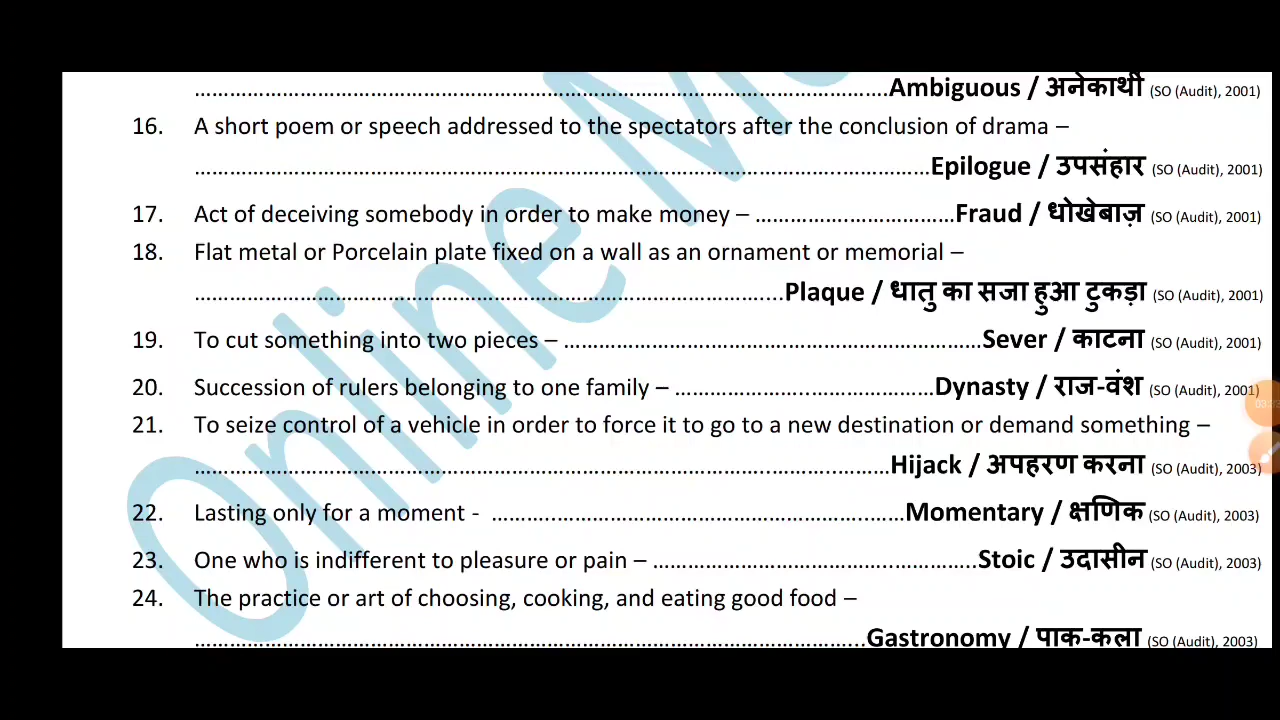 ……………………………………………………………………………………………Ambiguous / अनेकार्थी (SO (Audit), 2001)
16. A short poem or speech addressed to the spectators after the conclusion of drama –
……………………………………………………………………………………………Epilogue / उपसंहार (SO (Audit), 2001)
17. Act of deceiving somebody in order to make money – ……………………………Fraud / धोखेबाज़ (SO (Audit), 2001)
18. Flat metal or Porcelain plate fixed on a wall as an ornament or memorial –
……………………………………………………………………………Plaque / धातु का सजा हुआ टुकड़ा (SO (Audit), 2001)
19. To cut something into two pieces – ……………………………………………………………Sever / काटना (SO (Audit), 2001)
20. Succession of rulers belonging to one family – ……………………………………Dynasty / राज-वंश (SO (Audit), 2001)
21. To seize control of a vehicle in order to force it to go to a new destination or demand something –
……………………………………………………………………………………………Hijack / अपहरण करना (SO (Audit), 2003)
22. Lasting only for a moment - ……………………………………………………………Momentary / क्षणिक (SO (Audit), 2003)
23. One who is indifferent to pleasure or pain – ………………………………………………Stoic / उदासीन (SO (Audit), 2003)
24. The practice or art of choosing, cooking, and eating good food –
…………………………………………………………………………………………Gastronomy / पाक-कला (SO (Audit), 2003)
Online M